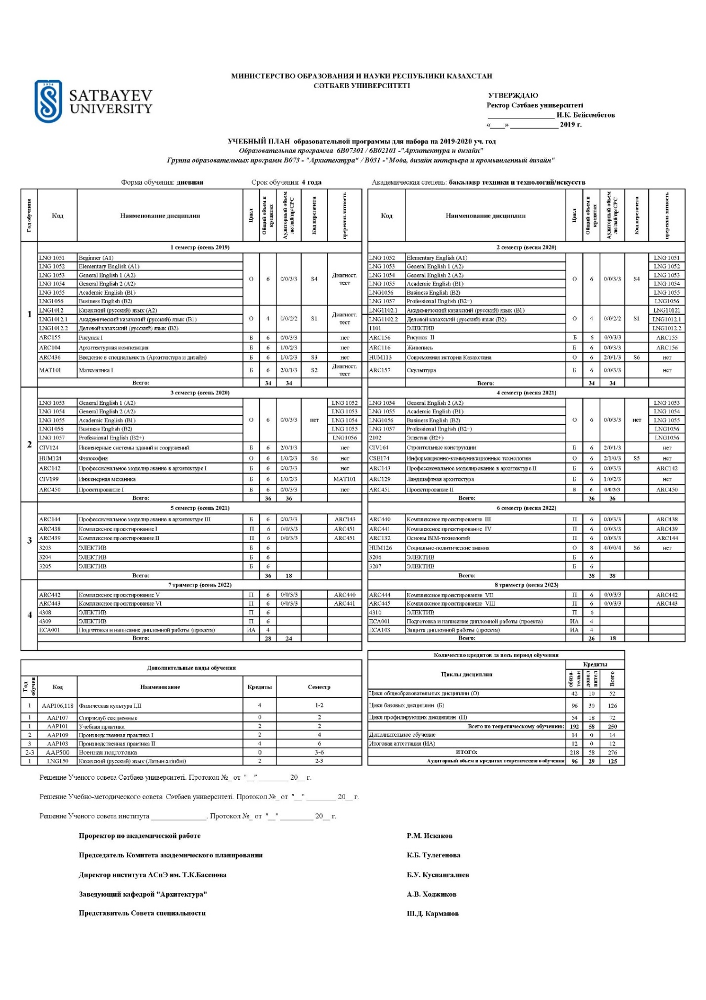 МИНИСТЕРСТВО ОБРАЗОВАНИЯ И НАУКИ РЕСПУБЛИКИ КАЗАХСТАН
СӘТБАЕВ УНИВЕРСИТЕТІ
1934
SATBAYEV
UNIVERSITY
УТВЕРЖДАЮ
Ректор Сәтбаев университеті
___________________ И.К. Бейсембетов
«____» ______________ 2019 г.
УЧЕБНЫЙ ПЛАН образовательной программы для набора на 2019-2020 уч. год
Образовательная программа 6В07301 / 6В02101 -"Архитектура и дизайн"
Группа образовательных программ В073 - "Архитектура" / В031 -"Мода, дизайн интерьера и промышленный дизайн"
Форма обучения: дневная Срок обучения: 4 года Академическая степень: бакалавр техники и технологий/искусств
Год обучения Код Наименование дисциплин Цикл Общий объем в кредитах Аудиторный объем лк/лаб/пр/СРС Код перезачета пререквизитность Код Наименование дисциплин Цикл Общий объем в кредитах Аудиторный объем лк/лаб/пр/СРС Код перезачета пререквизитность
1
1 семестр (осень 2019) 2 семестр (весна 2020)
LNG 1051 Beginner (A1) LNG 1052 Elementary English (A1) LNG 1051
LNG 1052 Elementary English (A1) LNG 1053 General English 1 (A2) LNG 1052
LNG 1053 General English 1 (A2) О 6 0/0/3/3 S4 Диагност. тест LNG 1054 General English 2 (A2) О 6 0/0/3/3 S4 LNG 1053
LNG 1054 General English 2 (A2) LNG 1055 Academic English (B1) LNG 1054
LNG 1055 Academic English (B1) LNG1056 Business English (B2) LNG 1055
LNG1056 Business English (B2) LNG 1057 Professional English (B2+) LNG1056
LNG1012 Казахский (русский) язык (A2) LNG1102.1 Академический казахский (русский) язык (B1) LNG10121
LNG1012.1 Академический казахский (русский) язык (B1) О 4 0/0/2/2 S1 Диагност. тест LNG1102.2 Деловой казахский (русский) язык (B2) О 4 0/0/2/2 S1 LNG1012.1
LNG1012.2 Деловой казахский (русский) язык (B2) 1101 ЭЛЕКТИВ LNG1012.2
ARC155 Рисунок I Б 6 0/0/3/3 нет ARC156 Рисунок II Б 6 0/0/3/3 ARC155
ARC104 Архитектурная композиция Б 6 1/0/2/3 нет ARC116 Живопись Б 6 0/0/3/3 ARC156
ARC436 Введение в специальность (Архитектура и дизайн) Б 6 1/0/2/3 S3 нет HUM113 Современная история Казахстана О 6 2/0/1/3 S6 нет
MAT101 Математика I Б 6 2/0/1/3 S2 Диагност. тест ARC157 Скульптура Б 6 0/0/3/3 нет
Всего: 34 34 Всего: 34 34
2
3 семестр (осень 2020) 4 семестр (весна 2021)
LNG 1053 General English 1 (A2) LNG 1052 LNG 1054 General English 2 (A2) LNG 1053
LNG 1054 General English 2 (A2) LNG 1053 LNG 1055 Academic English (B1) LNG 1054
LNG 1055 Academic English (B1) О 6 0/0/3/3 нет LNG 1054 LNG1056 Business English (B2) О 6 0/0/3/3 нет LNG 1055
LNG1056 Business English (B2) LNG 1055 LNG 1057 Professional English (B2+) LNG1056
LNG 1057 Professional English (B2+) LNG1056 2102 Электив (B2+) LNG1056
CIV124 Инженерные системы зданий и сооружений Б 6 2/0/1/3 нет CIV164 Строительные конструкции Б 6 2/0/1/3 нет
HUM124 Философия О 6 1/0/2/3 S6 нет CSE174 Информационно-коммуникационные технологии О 6 2/1/0/3 S5 нет
ARC142 Профессиональное моделирование в архитектуре I Б 6 0/0/3/3 нет ARC143 Профессиональное моделирование в архитектуре II Б 6 0/0/3/3 ARC142
CIV199 Инженерная механика Б 6 1/0/2/3 MAT101 ARC129 Ландшафтная архитектура Б 6 1/0/2/3 нет
ARC450 Проектирование I Б 6 0/0/3/3 нет ARC451 Проектирование II Б 6 0/0/3/3 ARC450
Всего: 36 36 Всего: 36 36
3
5 семестр (осень 2021) 6 семестр (весна 2022)
ARC144 Профессиональное моделирование в архитектуре III Б 6 0/0/3/3 ARC143 ARC440 Комплексное проектирование III П 6 0/0/3/3 ARC438
ARC438 Комплексное проектирование I П 6 0/0/3/3 ARC451 ARC441 Комплексное проектирование IV П 6 0/0/3/3 ARC439
ARC439 Комплексное проектирование II П 6 0/0/3/3 ARC451 ARC132 Основы BIM-технологий П 6 0/0/3/3 ARC144
3203 ЭЛЕКТИВ Б 6 HUM126 Социально-политические знания О 8 4/0/0/4 S6 нет
3204 ЭЛЕКТИВ Б 6 3206 ЭЛЕКТИВ Б 6
3205 ЭЛЕКТИВ Б 6 3207 ЭЛЕКТИВ Б 6
Всего: 36 18 Всего: 38 38
4
7 триместр (осень 2022) 8 триместр (весна 2023)
ARC442 Комплексное проектирование V П 6 0/0/3/3 ARC440 ARC444 Комплексное проектирование VII П 6 0/0/3/3 ARC442
ARC443 Комплексное проектирование VI П 6 0/0/3/3 ARC441 ARC445 Комплексное проектирование VIII П 6 0/0/3/3 ARC443
4308 ЭЛЕКТИВ П 6 4310 ЭЛЕКТИВ П 6
4309 ЭЛЕКТИВ П 6 ECA001 Подготовка и написание дипломной работы (проекта) ИА 4
ECA001 Подготовка и написание дипломной работы (проекта) ИА 4 ECA103 Защита дипломной работы (проекта) ИА 4
Всего: 28 24 Всего: 26 18
Дополнительные виды обучения
Год обучен Код Наименование Кредиты Семестр
1 AAP106,118 Физическая культура I,II 4 1-2
1 AAP107 Спортклуб секционные 0 2
1 AAP101 Учебная практика 2 2
2 AAP109 Производственная практика I 2 4
3 AAP103 Производственная практика II 4 6
2-3 AAP500 Военная подготовка 0 3-6
1 LNG150 Казахский (русский) язык (Латын әліпбиі) 2 2-3
Количество кредитов за весь период обучения
Циклы дисциплин Кредиты
обяза-тельн допол нител Всего
Цикл общеобразовательных дисциплин (О) 42 10 52
Цикл базовых дисциплин (Б) 96 30 126
Цикл профилирующих дисциплин (П) 54 18 72
Всего по теоретическому обучению: 192 58 250
Дополнительное обучение 14 0 14
Итоговая аттестация (ИА) 12 0 12
ИТОГО: 218 58 276
Аудиторный объем в кредитах теоретического обучения 96 29 125
Решение Ученого совета Сәтбаев университеті. Протокол №_ от "__" ________ 20__ г.
Решение Учебно-методического совета Сәтбаев университеті. Протокол №_ от "__" ________ 20__ г.
Решение Ученого совета института _______________. Протокол №_ от "__" _________ 20__ г.
Проректор по академической работе Р.М. Искаков
Председатель Комитета академического планирования К.Б. Тулегенова
Директор института АСиЭ им. Т.К.Басенова Б.У. Куспангалиев
Заведующий кафедрой "Архитектура" А.В. Ходжиков
Представитель Совета специальности Ш.Д. Карманов